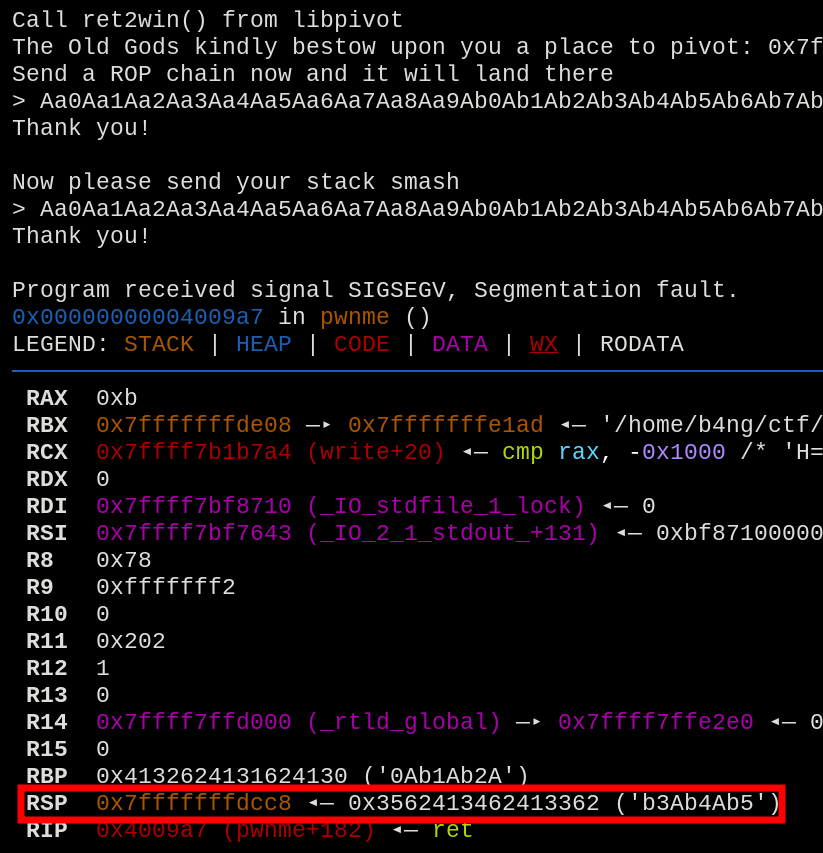 Call ret2win() from libpivot
The Old Gods kindly bestow upon you a place to pivot: 0x7f
Send a ROP chain now and it will land there
> Aa0Aa1Aa2Aa3Aa4Aa5Aa6Aa7Aa8Aa9Ab0Ab1Ab2Ab3Ab4Ab5Ab6Ab7Ab
Thank you!
Now please send your stack smash
> Aa0Aa1Aa2Aa3Aa4Aa5Aa6Aa7Aa8Aa9Ab0Ab1Ab2Ab3Ab4Ab5Ab6Ab7Ab
Thank you!
Program received signal SIGSEGV, Segmentation fault.
0x00000000004009a7 in pwnme ()
LEGEND: STACK | HEAP | CODE | DATA | WX | RODATA
RAX 0xb
RBX 0x7fffffffde08 —▸ 0x7fffffffe1ad ◂— '/home/b4ng/ctf/
RCX 0x7ffff7b1b7a4 (write+20) ◂— cmp rax, -0x1000 /* 'H=
RDX 0
RDI 0x7ffff7bf8710 (_IO_stdfile_1_lock) ◂— 0
RSI 0x7ffff7bf7643 (_IO_2_1_stdout_+131) ◂— 0xbf87100000
R8 0x78
R9 0xfffffff2
R10 0
R11 0x202
R12 1
R13 0
R14 0x7ffff7ffd000 (_rtld_global) —▸ 0x7ffff7ffe2e0 ◂— 0
R15 0
RBP 0x4132624131624130 ('0Ab1Ab2A')
RSP 0x7fffffffdcc8 ◂— 0x3562413462413362 ('b3Ab4Ab5')
RIP 0x4009a7 (pwnme+182) ◂— ret